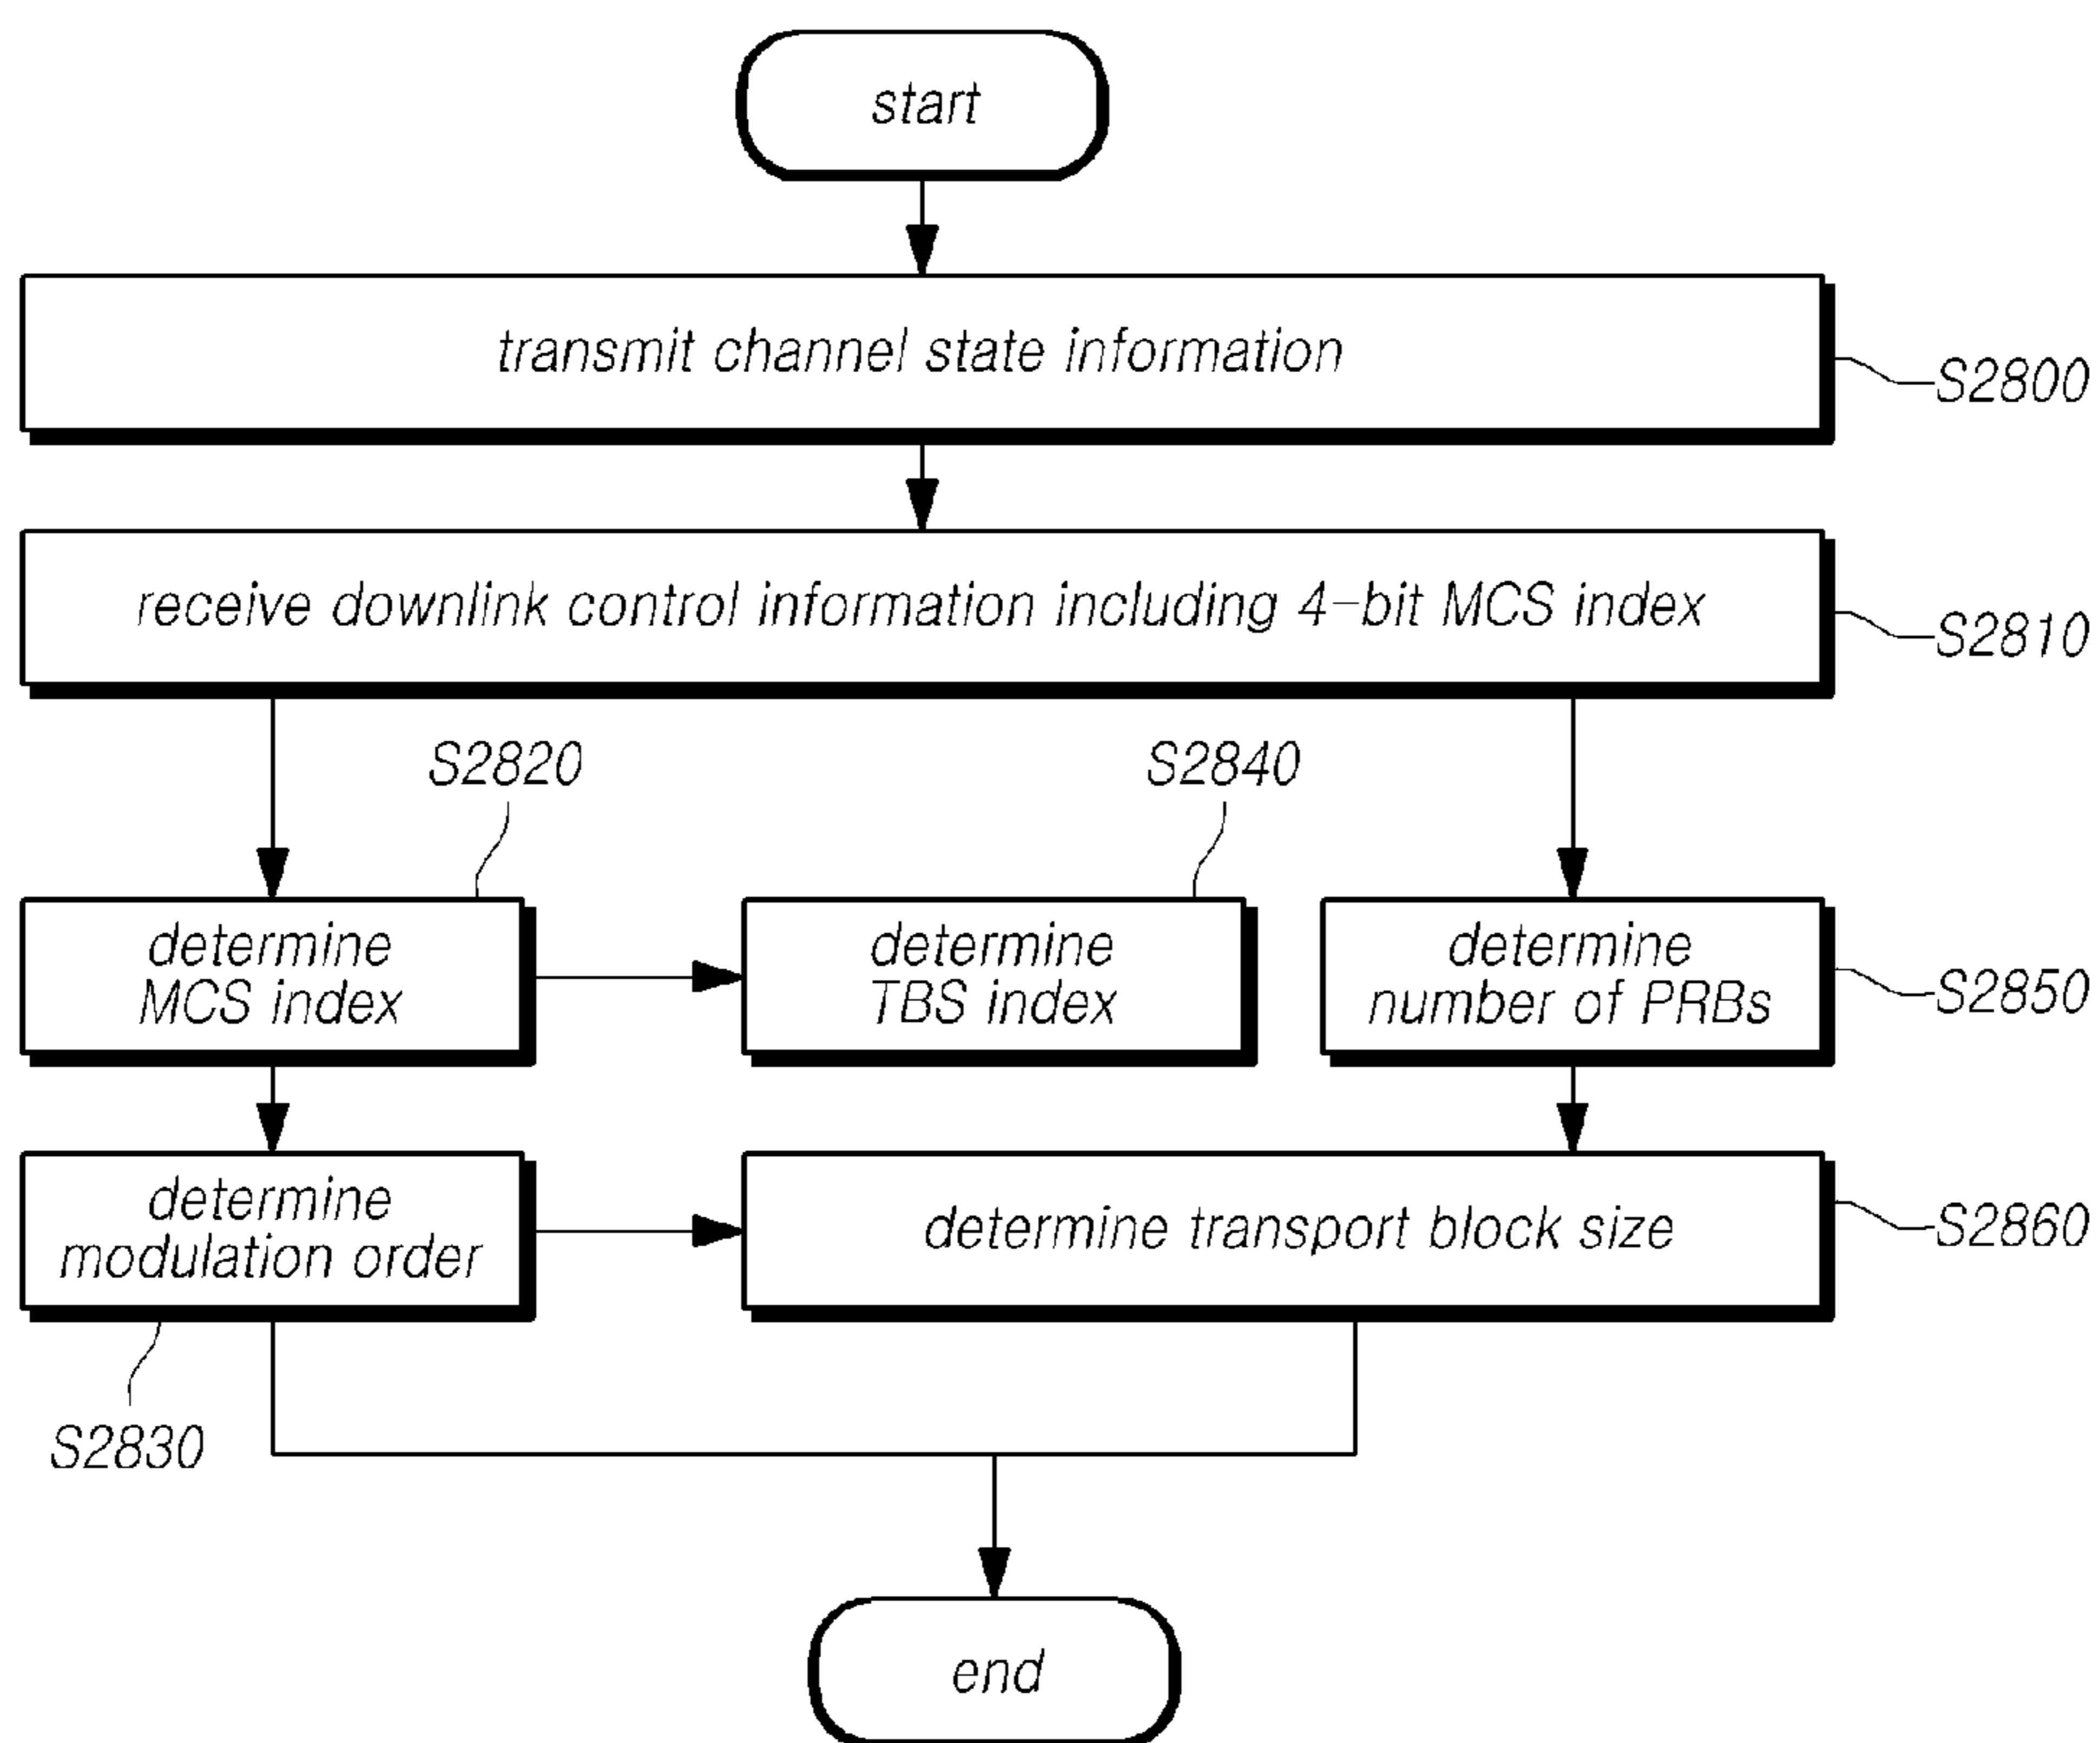 start
transmit channel state information
S2800
receive downlink control information including 4-bit MCS index
S2810
S2820
S2840
determine
MCS index
determine
TBS index
determine
number of PRBs
S2850
determine
modulation order
determine transport block size
S2860
S2830
end